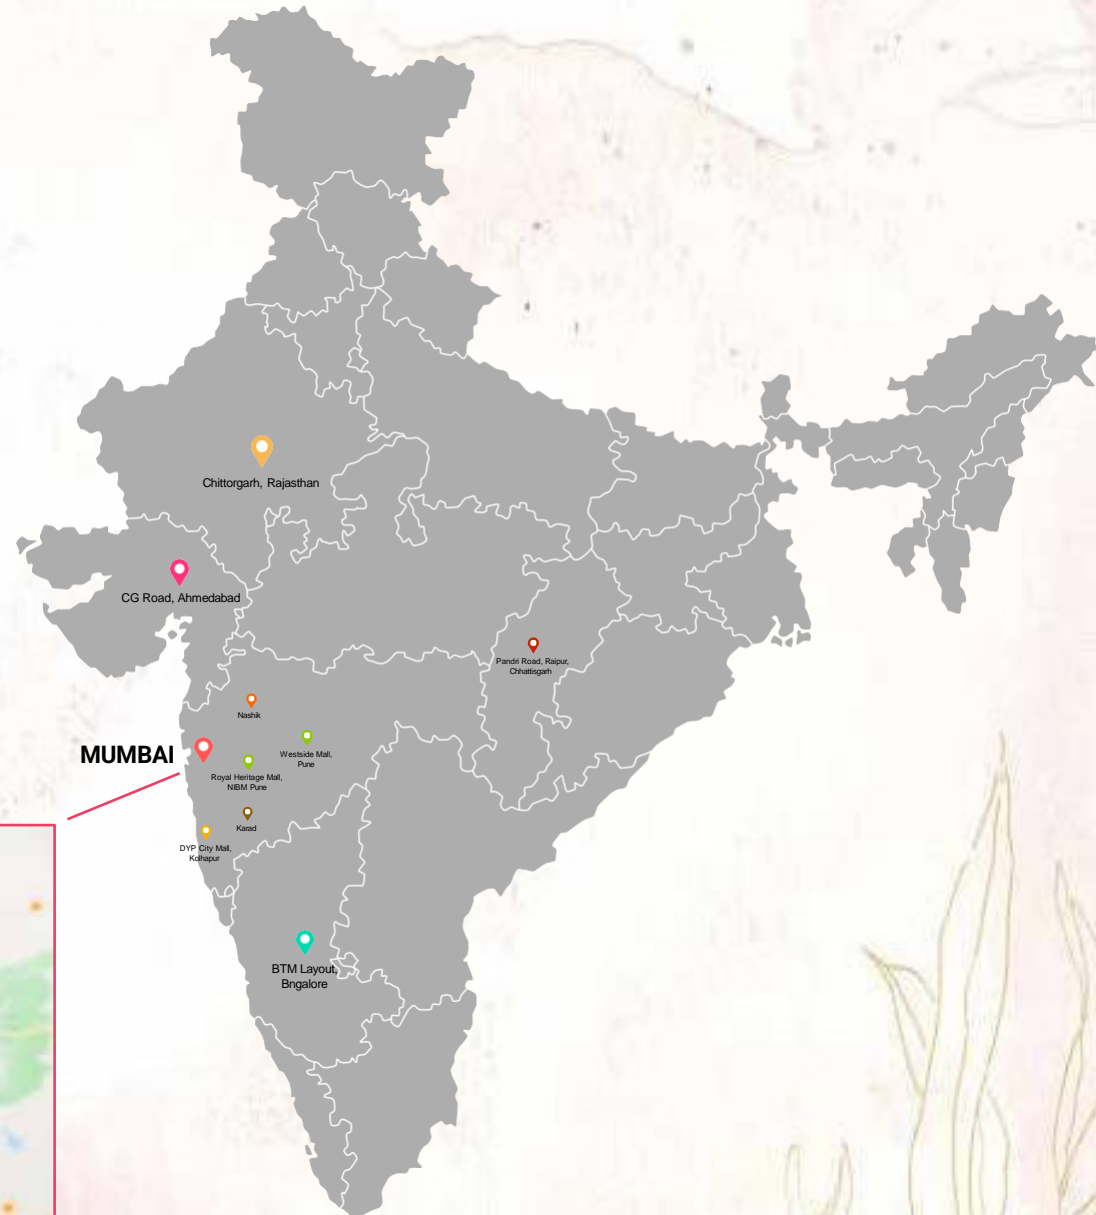 Chittorgarh, Rajasthan
CG Road, Ahmedabad
Pandri Road, Raipur,
Chhattisgarh
Nashik
MUMBAI
Westside Mall,
Pune
Royal Heritage Mall,
NIBM Pune
Karad
DYP City Mall,
Kolhapur
BTM Layout,
Bngalore